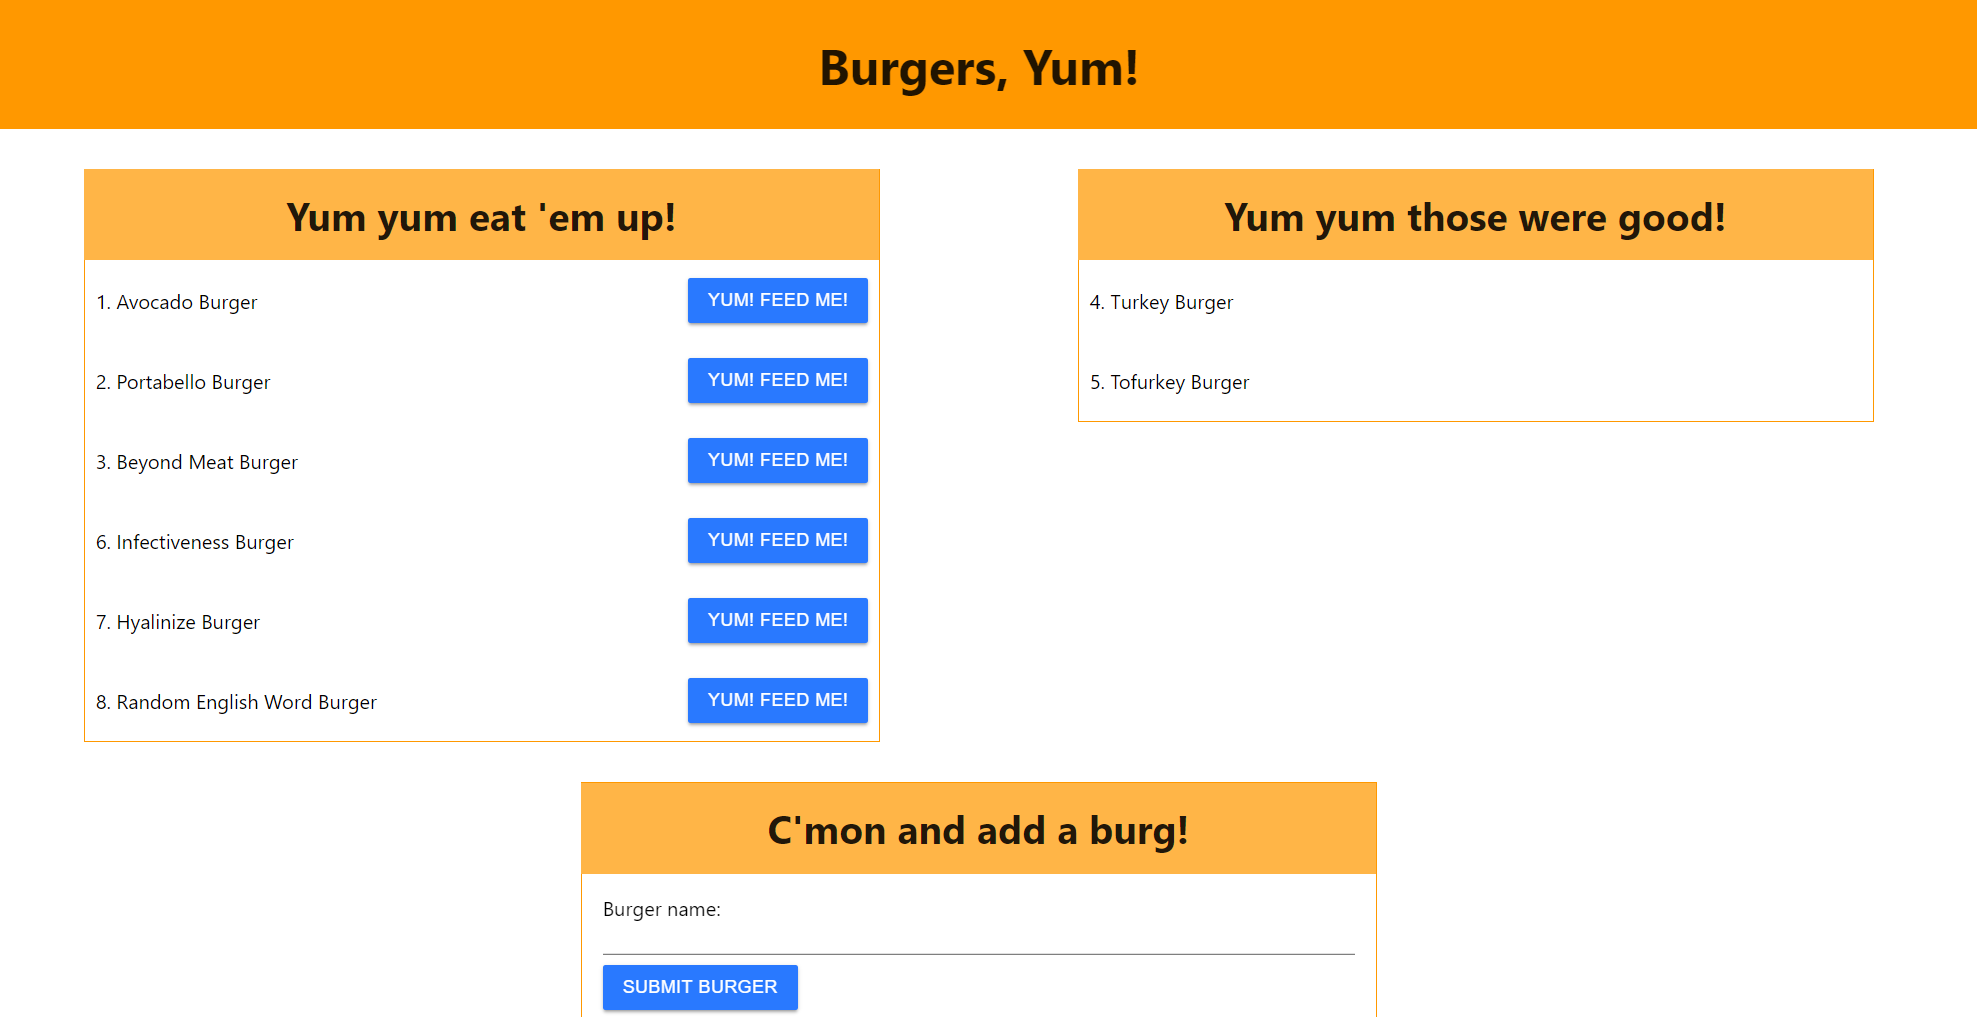 Burgers, Yum!
Yum yum eat 'em up!
1. Avocado Burger
YUM! FEED ME!
2. Portabello Burger
YUM! FEED ME!
3. Beyond Meat Burger
YUM! FEED ME!
6. Infectiveness Burger
YUM! FEED ME!
7. Hyalinize Burger
YUM! FEED ME!
8. Random English Word Burger
YUM! FEED ME!
Yum yum those were good!
4. Turkey Burger
5. Tofurkey Burger
C'mon and add a burg!
Burger name:
SUBMIT BURGER